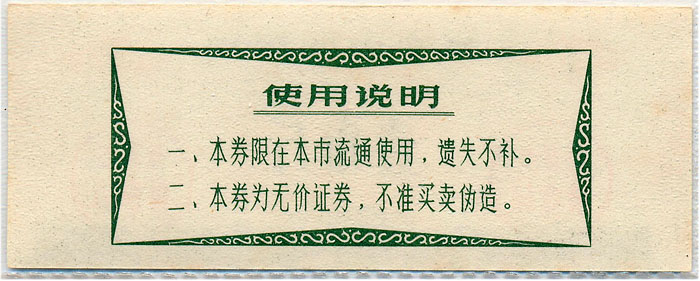 使用说明
一、本券限在本市流通使用，遗失不补。
二、本券为无价证券，不准买卖伪造。